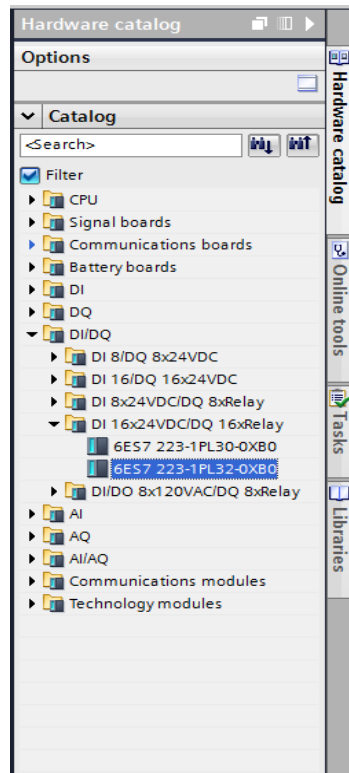 Hardware catalog
Options
Catalog
<Search>
Filter
CPU
Signal boards
Communications boards
Battery boards
DI
DQ
DI/DQ
DI 8/DQ 8x24VDC
DI 16/DQ 16x24VDC
DI 8x24VDC/DQ 8xRelay
DI 16x24VDC/DQ 16xRelay
6ES7 223-1PL30-0XB0
6ES7 223-1PL32-0XB0
DI/DO 8x120VAC/DQ 8xRelay
AI
AQ
AI/AQ
Communications modules
Technology modules
Hardware catalog
Online tools
Tasks
Libraries